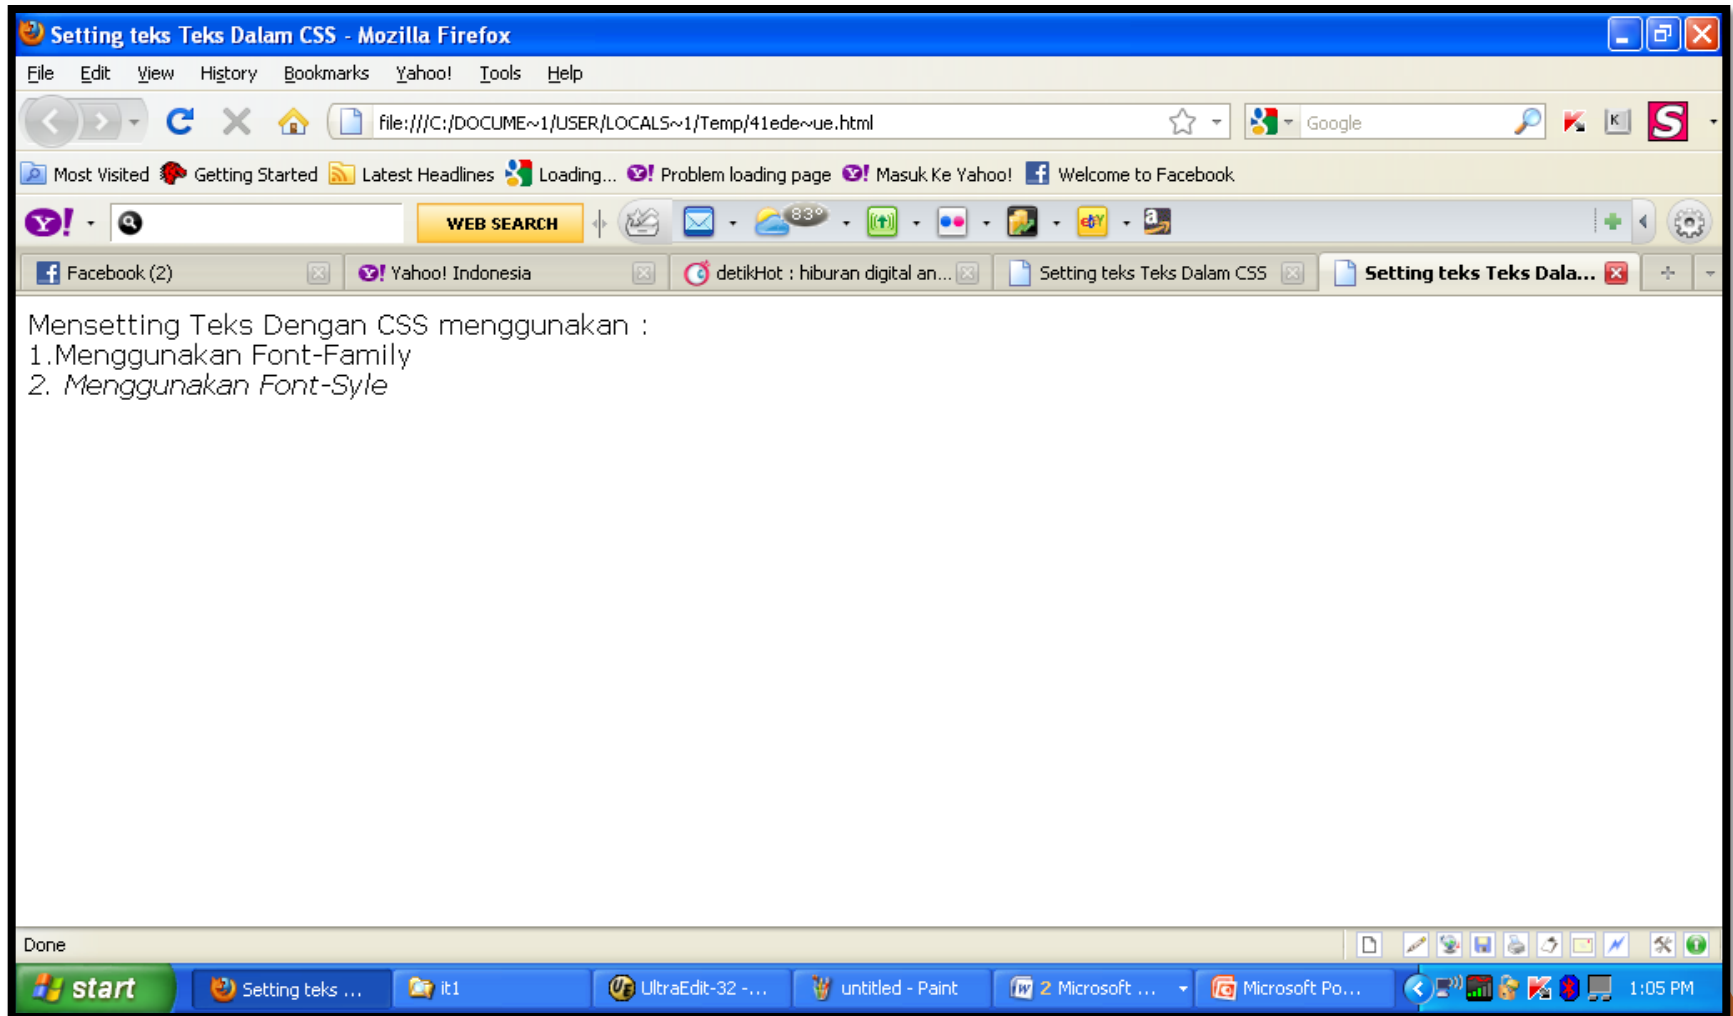 Setting teks Teks Dalam CSS - Mozilla Firefox
File Edit View History Bookmarks Yahoo! Tools Help
file:///C:/DOCUME~1/USER/LOCALS~1/Temp/41ede~ue.html Google K S
Most Visited Getting Started Latest Headlines Loading... Y! Problem loading page Y! Masuk Ke Yahoo! f Welcome to Facebook
Y! WEB SEARCH 83° ebY a
f Facebook (2) Y! Yahoo! Indonesia detikHot : hiburan digital an... Setting teks Teks Dalam CSS Setting teks Teks Dala...
Mensetting Teks Dengan CSS menggunakan :
1.Menggunakan Font-Family
2. Menggunakan Font-Syle
Done
start Setting teks ... it1 UltraEdit-32 -... untitled - Paint 2 Microsoft ... Microsoft Po... 1:05 PM